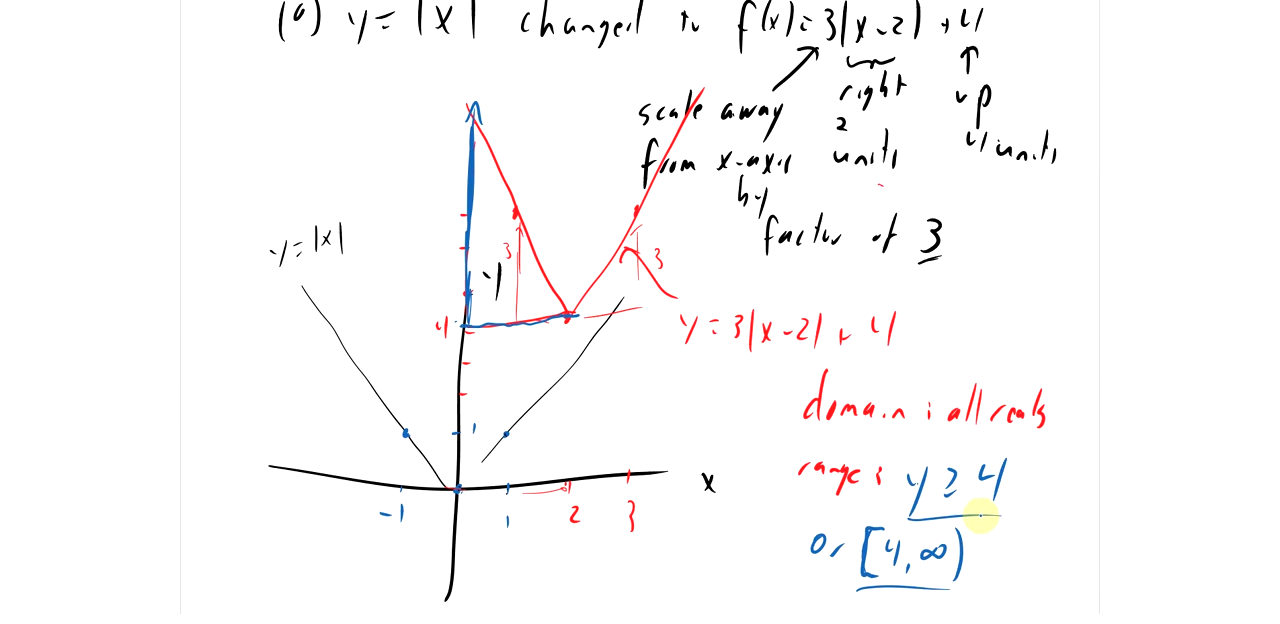 (a) y = |x| changed to f(x) = 3|x-2| + 4
scale away
from x-axis
by
factor of 3
right
2
units
up
4 units
y = |x|
y
3
3
4
y = 3|x-2| + 4
domain : all reals
1
range : y ≥ 4
x
-1
1
2
3
or [4, ∞)